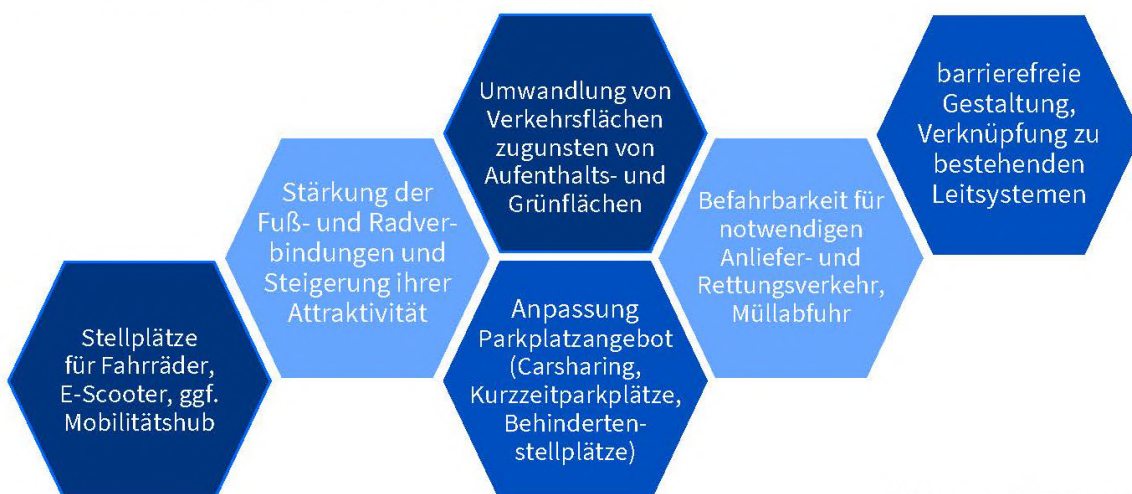 Stellplätze
für Fahrräder,
E-Scooter, ggf.
Mobilitätshub
Stärkung der
Fuß- und Radver-
bindungen und
Steigerung ihrer
Attraktivität
Umwandlung von
Verkehrsflächen
zugunsten von
Aufenthalts- und
Grünflächen
Anpassung
Parkplatzangebot
(Carsharing,
Kurzzeitparkplätze,
Behinderten-
stellplätze)
Befahrbarkeit für
notwendigen
Anliefer- und
Rettungsverkehr,
Müllabfuhr
barrierefreie
Gestaltung,
Verknüpfung zu
bestehenden
Leitsystemen